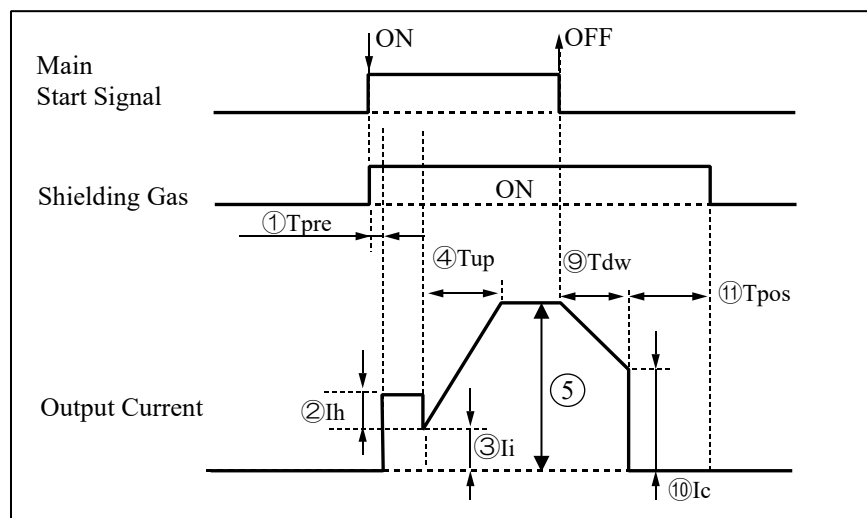 ON
OFF
Main
Start Signal
Shielding Gas
ON
①Tpre
④Tup
⑨Tdw
⑪Tpos
②Ih
Output Current
⑤
③Ii
⑩Ic